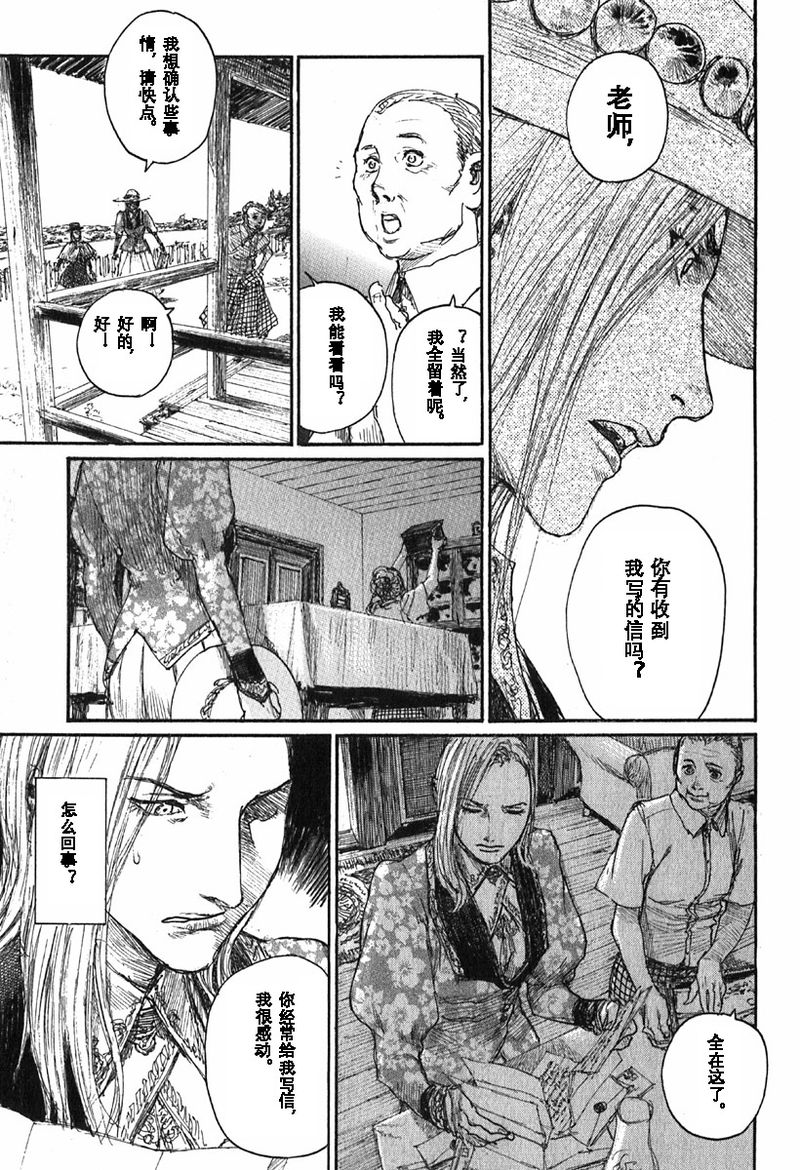 老师,
你有收到
我写的信吗?
?当然了,
我全留着呢。
我能看看吗?
我想确认些事
情,请快点。
啊—
好的,
好—
全在这了。
你经常给我写信,
我很感动。
怎么回事?